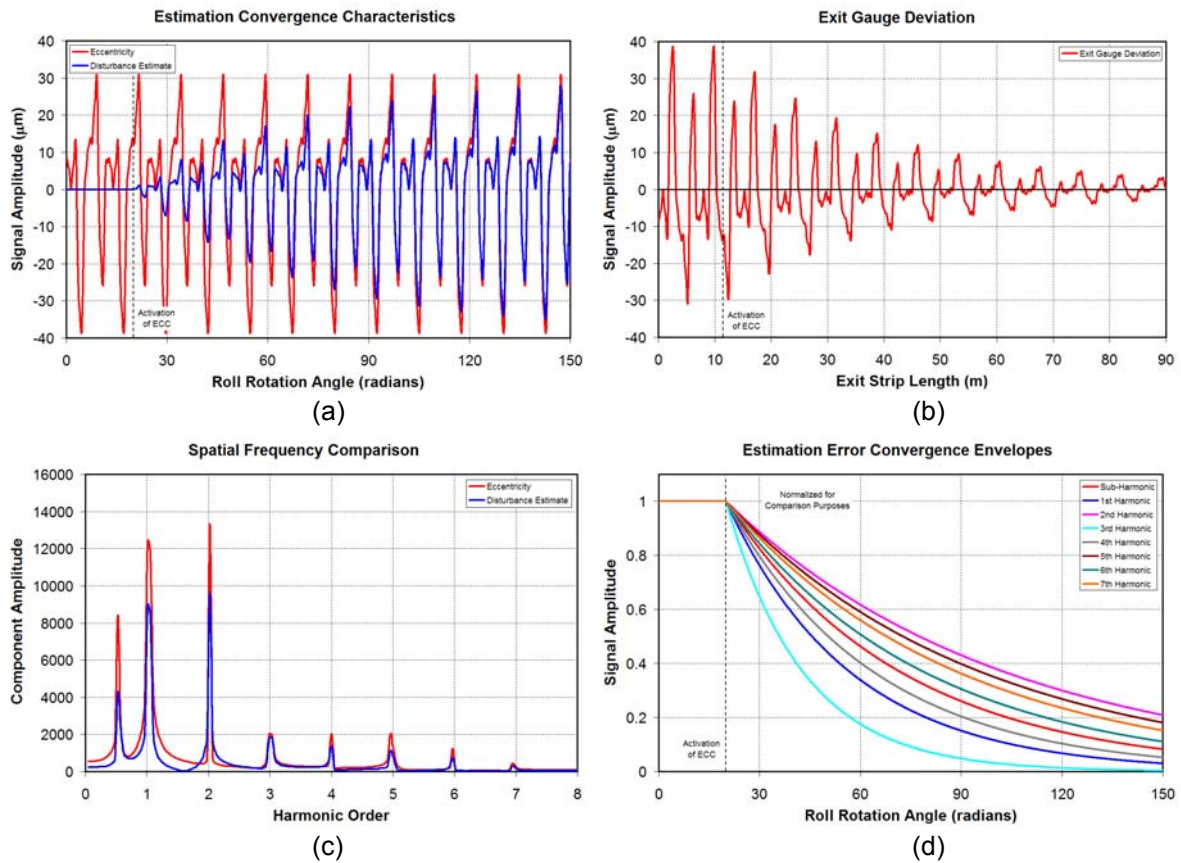 Estimation Convergence Characteristics
Eccentricity
Disturbance Estimate
Signal Amplitude (μm)
40
30
20
10
0
-10
-20
-30
-40
Activation
of ECC
0
30
60
90
120
150
Roll Rotation Angle (radians)
(a)
Exit Gauge Deviation
Exit Gauge Deviation
Signal Amplitude (μm)
40
30
20
10
0
-10
-20
-30
-40
Activation
of ECC
0
10
20
30
40
50
60
70
80
90
Exit Strip Length (m)
(b)
Spatial Frequency Comparison
Eccentricity
Disturbance Estimate
Component Amplitude
16000
14000
12000
10000
8000
6000
4000
2000
0
0
1
2
3
4
5
6
7
8
Harmonic Order
(c)
Estimation Error Convergence Envelopes
Normalized for
Comparison Purposes
Sub-Harmonic
1st Harmonic
2nd Harmonic
3rd Harmonic
4th Harmonic
5th Harmonic
6th Harmonic
7th Harmonic
Signal Amplitude
1
0.8
0.6
0.4
0.2
0
Activation
of ECC
0
30
60
90
120
150
Roll Rotation Angle (radians)
(d)